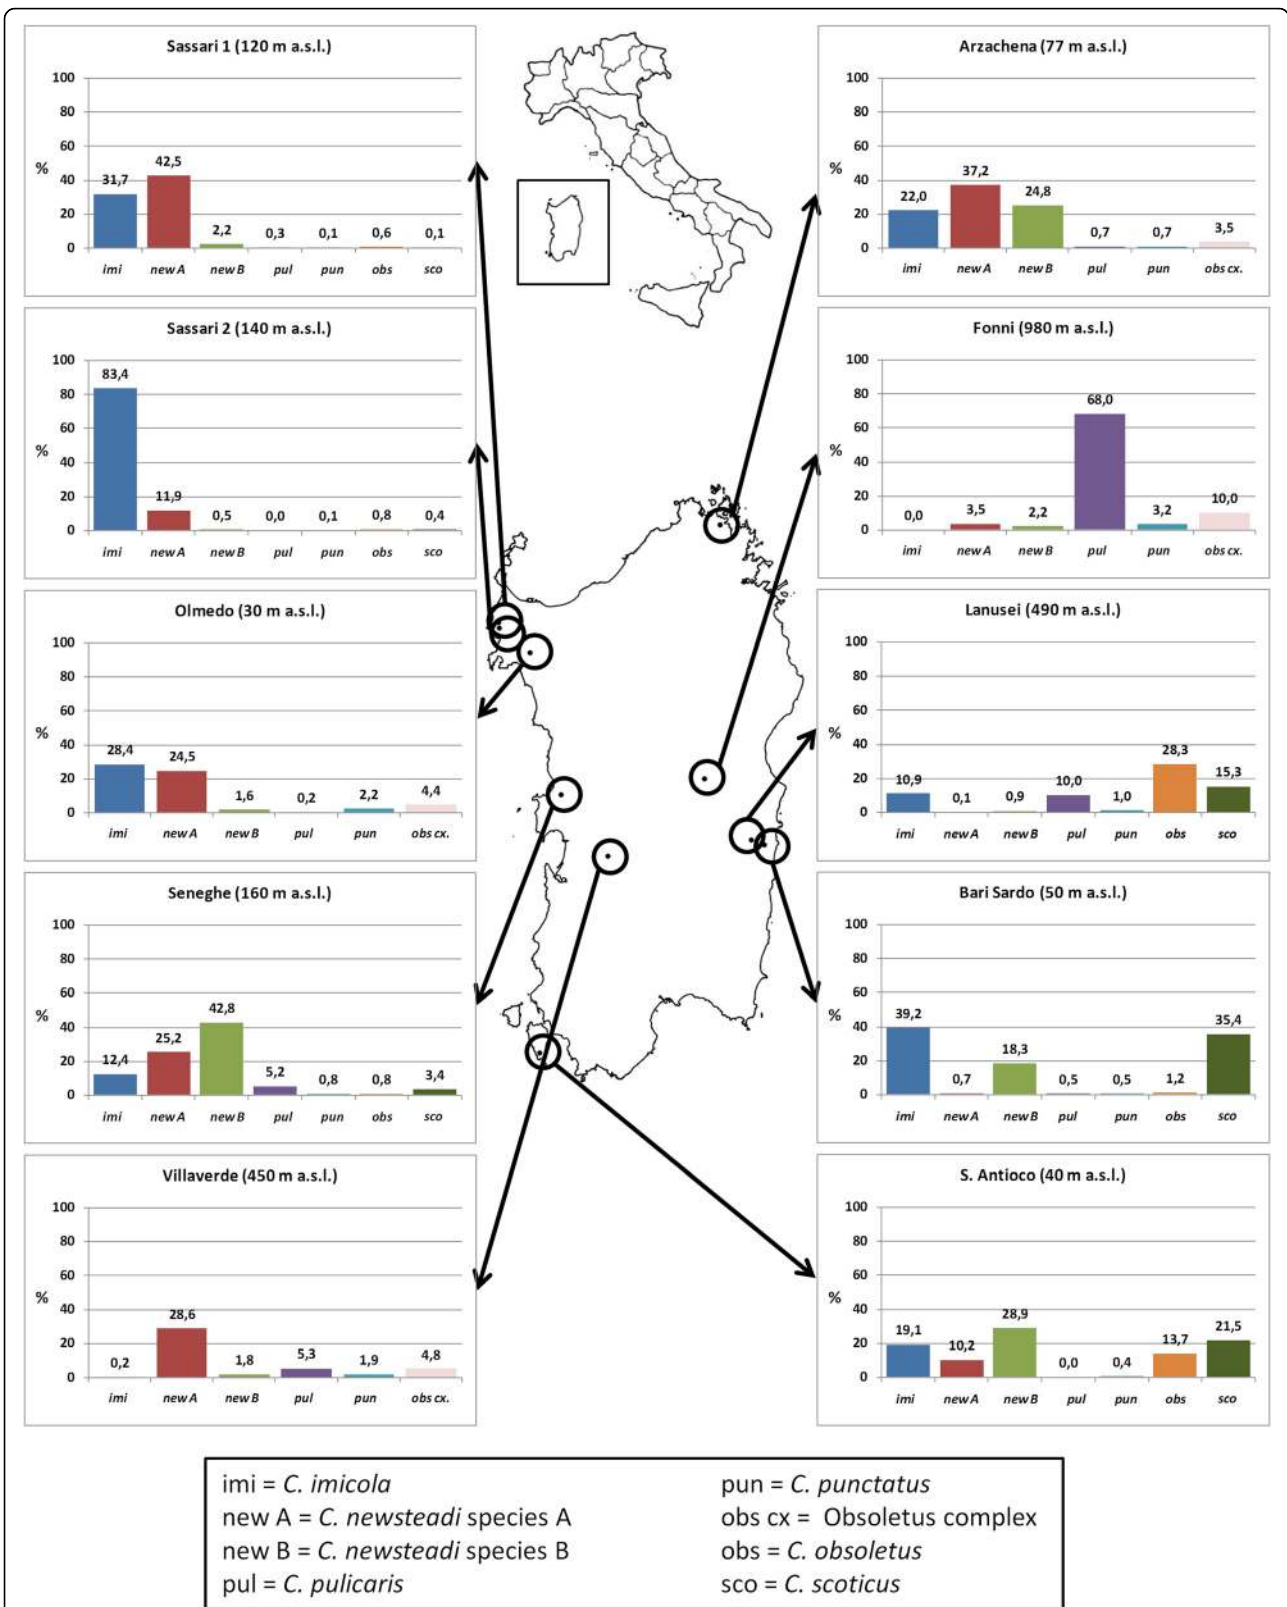 Sassari 1 (120 m a.s.l.)
100
80
60
40
20
0
%
31,7
42,5
2,2
0,3
0,1
0,6
0,1
imi
new A
new B
pul
pun
obs
sco
Arzachena (77 m a.s.l.)
100
80
60
40
20
0
%
22,0
37,2
24,8
0,7
0,7
3,5
imi
new A
new B
pul
pun
obs cx.
Sassari 2 (140 m a.s.l.)
100
80
60
40
20
0
%
83,4
11,9
0,5
0,0
0,1
0,8
0,4
imi
new A
new B
pul
pun
obs
sco
Fonni (980 m a.s.l.)
100
80
60
40
20
0
%
0,0
3,5
2,2
68,0
3,2
10,0
imi
new A
new B
pul
pun
obs cx.
Olmedo (30 m a.s.l.)
100
80
60
40
20
0
%
28,4
24,5
1,6
0,2
2,2
4,4
imi
new A
new B
pul
pun
obs cx.
Lanusei (490 m a.s.l.)
100
80
60
40
20
0
%
10,9
0,1
0,9
10,0
1,0
28,3
15,3
imi
new A
new B
pul
pun
obs
sco
Seneghe (160 m a.s.l.)
100
80
60
40
20
0
%
12,4
25,2
42,8
5,2
0,8
0,8
3,4
imi
new A
new B
pul
pun
obs
sco
Bari Sardo (50 m a.s.l.)
100
80
60
40
20
0
%
39,2
0,7
18,3
0,5
0,5
1,2
35,4
imi
new A
new B
pul
pun
obs
sco
Villaverde (450 m a.s.l.)
100
80
60
40
20
0
%
0,2
28,6
1,8
5,3
1,9
4,8
imi
new A
new B
pul
pun
obs cx.
S. Antioco (40 m a.s.l.)
100
80
60
40
20
0
%
19,1
10,2
28,9
0,0
0,4
13,7
21,5
imi
new A
new B
pul
pun
obs
sco
imi = C. imicola
new A = C. newsteadi species A
new B = C. newsteadi species B
pul = C. pulicaris
pun = C. punctatus
obs cx = Obsoletus complex
obs = C. obsoletus
sco = C. scoticus